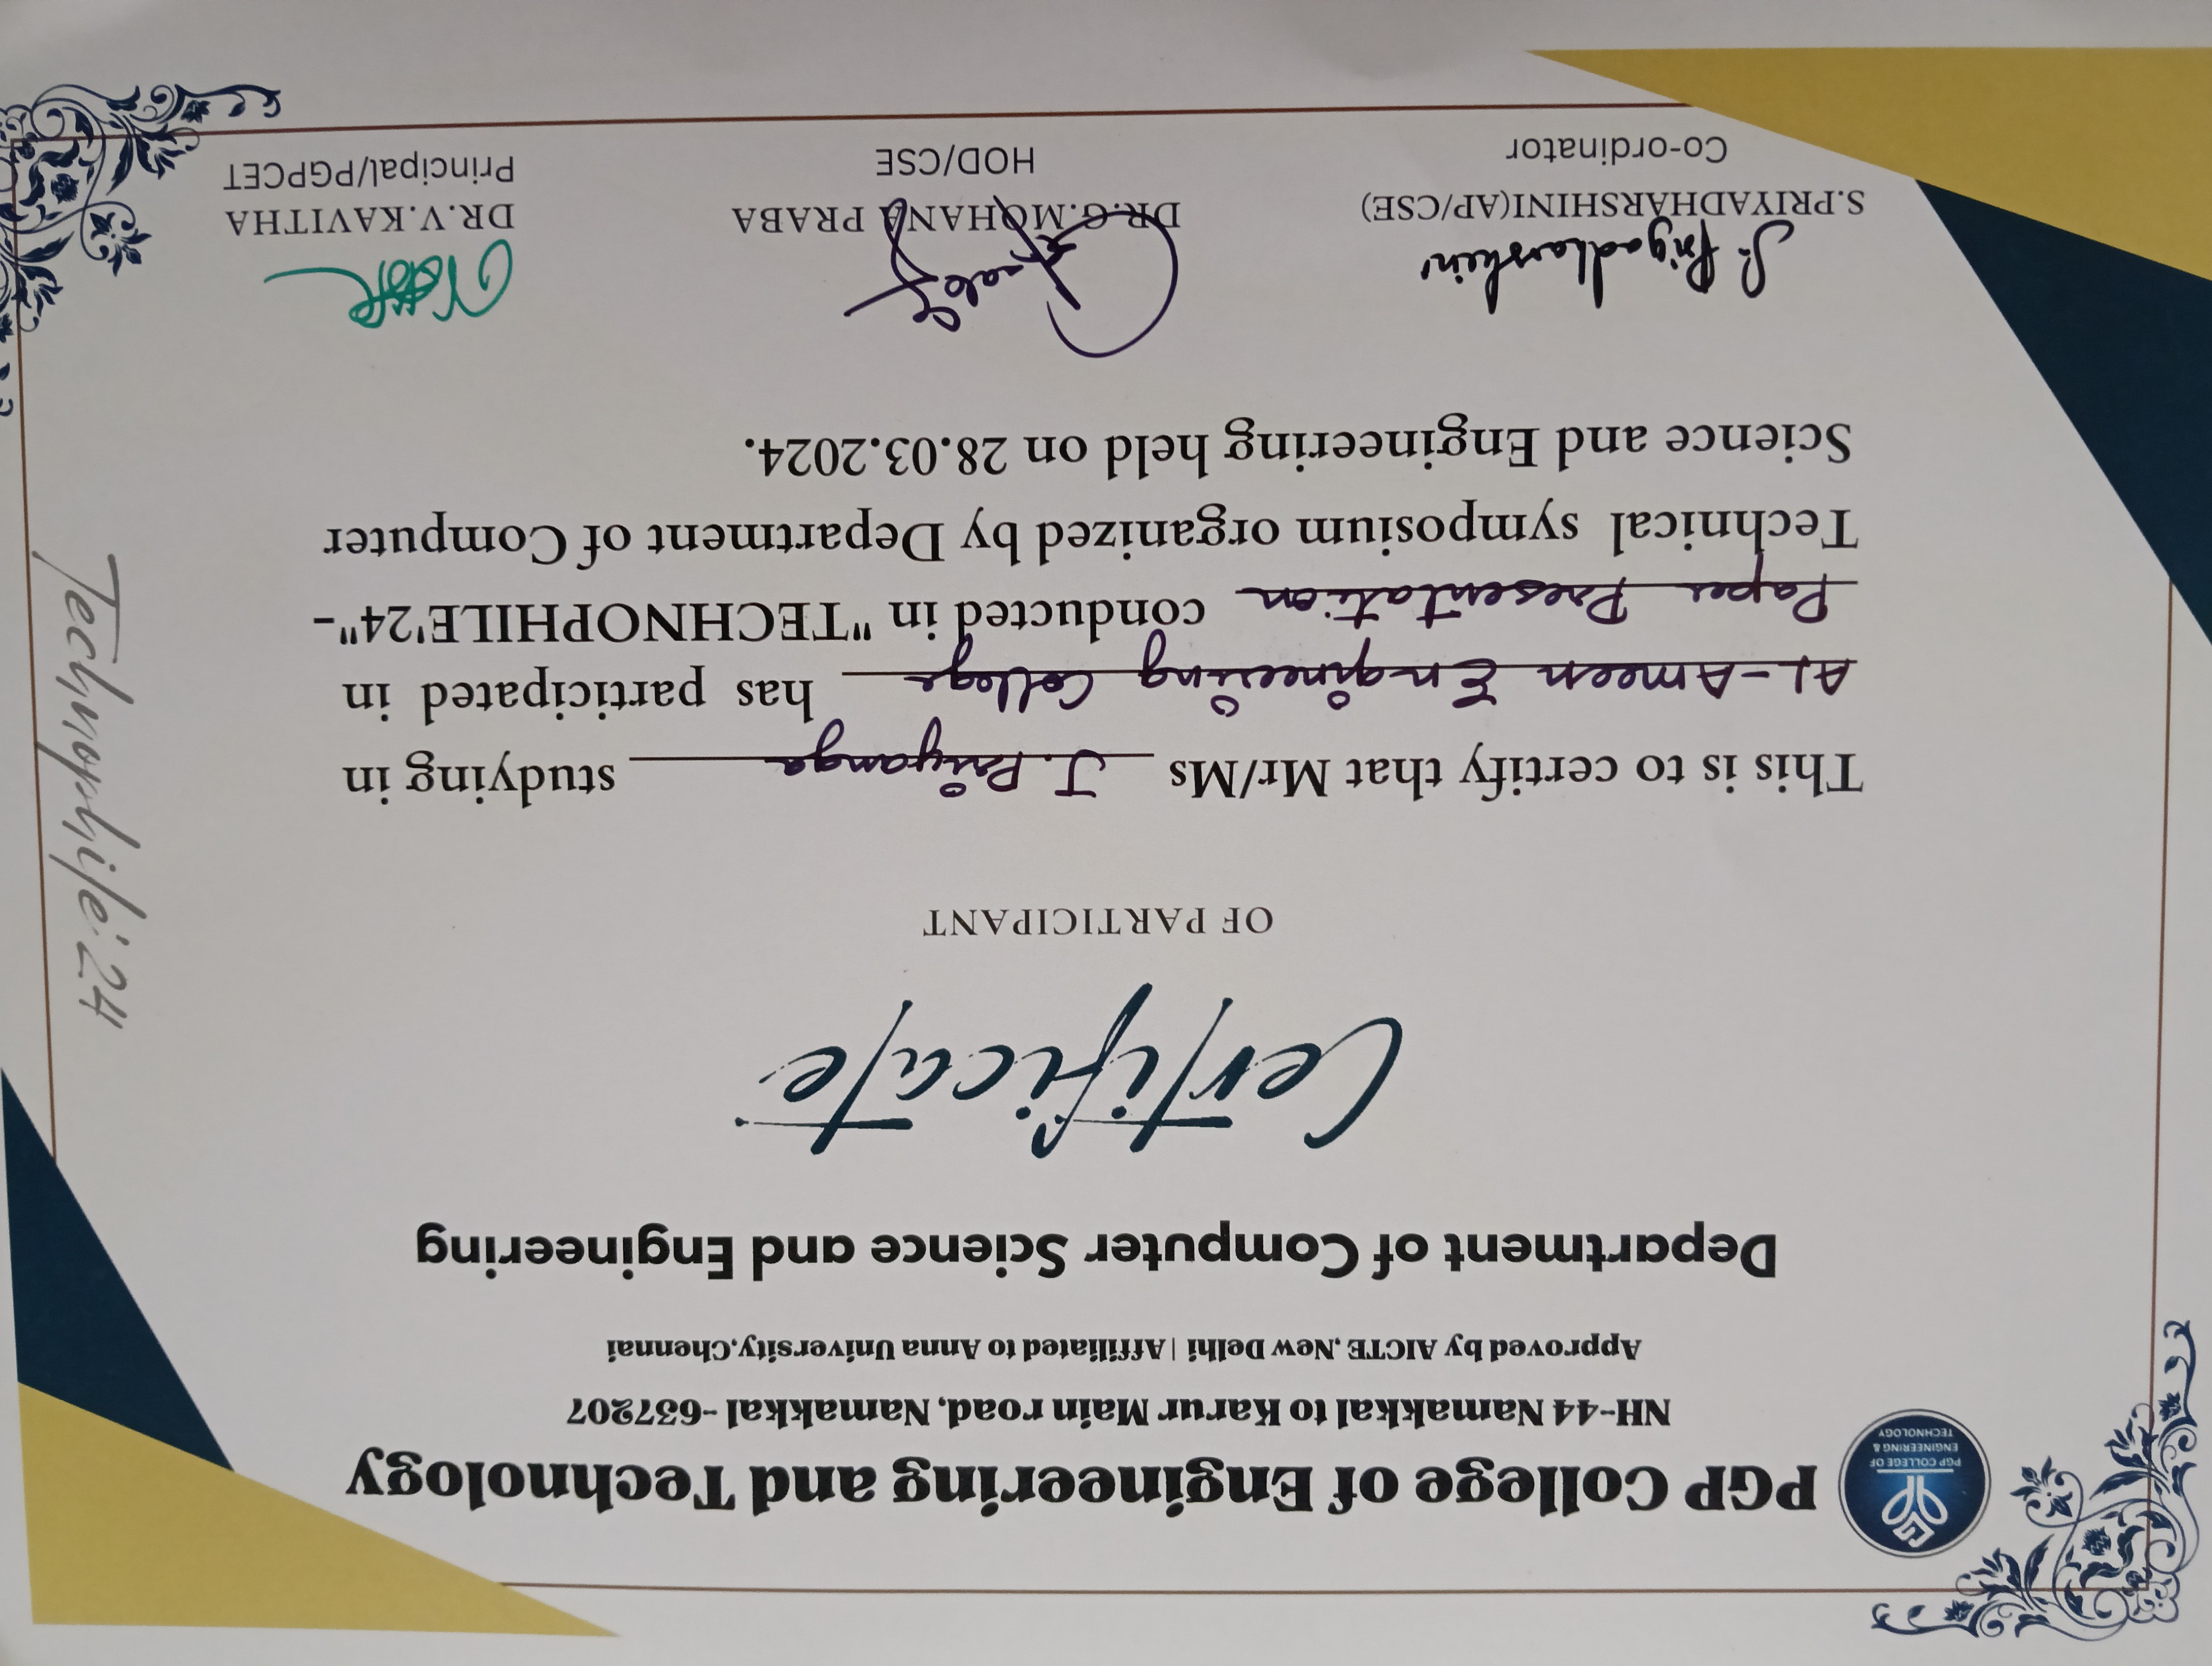 PGP COLLEGE OF
ENGINEERING &
TECHNOLOGY
PGP College of Engineering and Technology
NH-44 Namakkal to Karur Main road, Namakkal -637207
Approved by AICTE ,New Delhi | Affiliated to Anna University,Chennai
Department of Computer Science and Engineering
Certificate
OF PARTICIPANT
This is to certify that Mr/Ms J. Priyanga studying in
AL-Ameen Engineering College has participated in
Paper Presentation conducted in "TECHNOPHILE'24"-
Technical symposium organized by Department of Computer
Science and Engineering held on 28.03.2024.
Technophile'24
S. Priyadharshini
S.PRIYADHARSHINI(AP/CSE)
Co-ordinator
DR.G.MOHANA PRABA
HOD/CSE
DR.V.KAVITHA
Principal/PGPCET